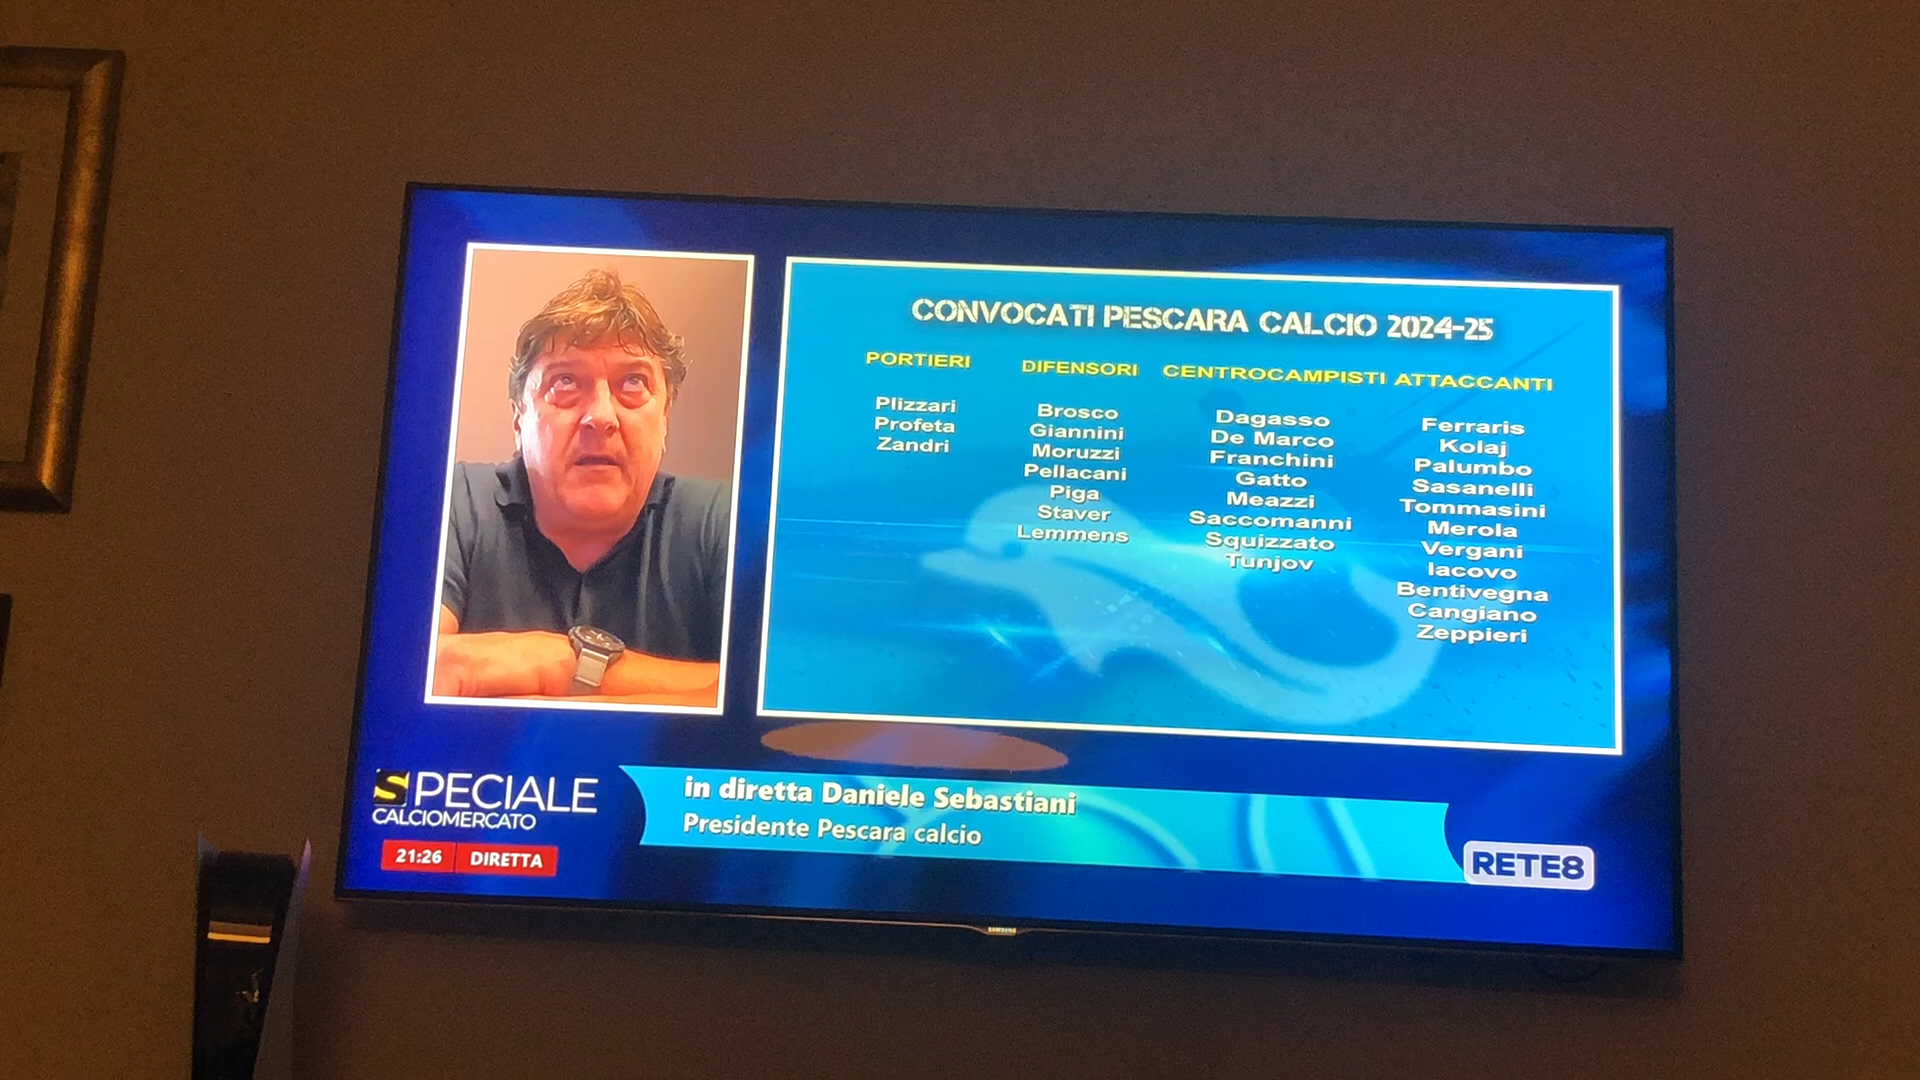 CONVOCATI PESCARA CALCIO 2024-25
PORTIERI
Plizzari
Profeta
Zandri
DIFENSORI
Brosco
Giannini
Moruzzi
Pellacani
Piga
Staver
Lemmens
CENTROCAMPISTI
Dagasso
De Marco
Franchini
Gatto
Meazzi
Saccomanni
Squizzato
Tunjov
ATTACCANTI
Ferraris
Kolaj
Palumbo
Sasanelli
Tommasini
Merola
Vergani
Iacovo
Bentivegna
Cangiano
Zeppieri
SPECIALE
CALCIOMERCATO
21:26 DIRETTA
in diretta Daniele Sebastiani
Presidente Pescara calcio
RETE8
SAMSUNG